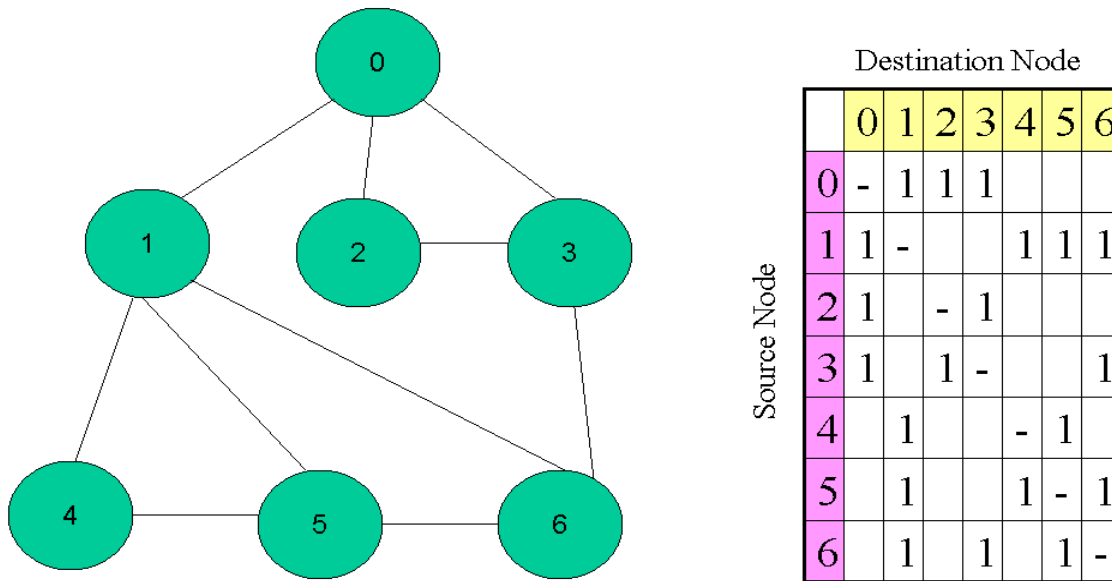 0
1
2
3
4
5
6
Destination Node
Source Node
0 1 2 3 4 5 6
0 - 1 1 1
1 1 - 1 1 1
2 1 - 1
3 1 1 - 1
4 1 - 1
5 1 1 - 1
6 1 1 1 -